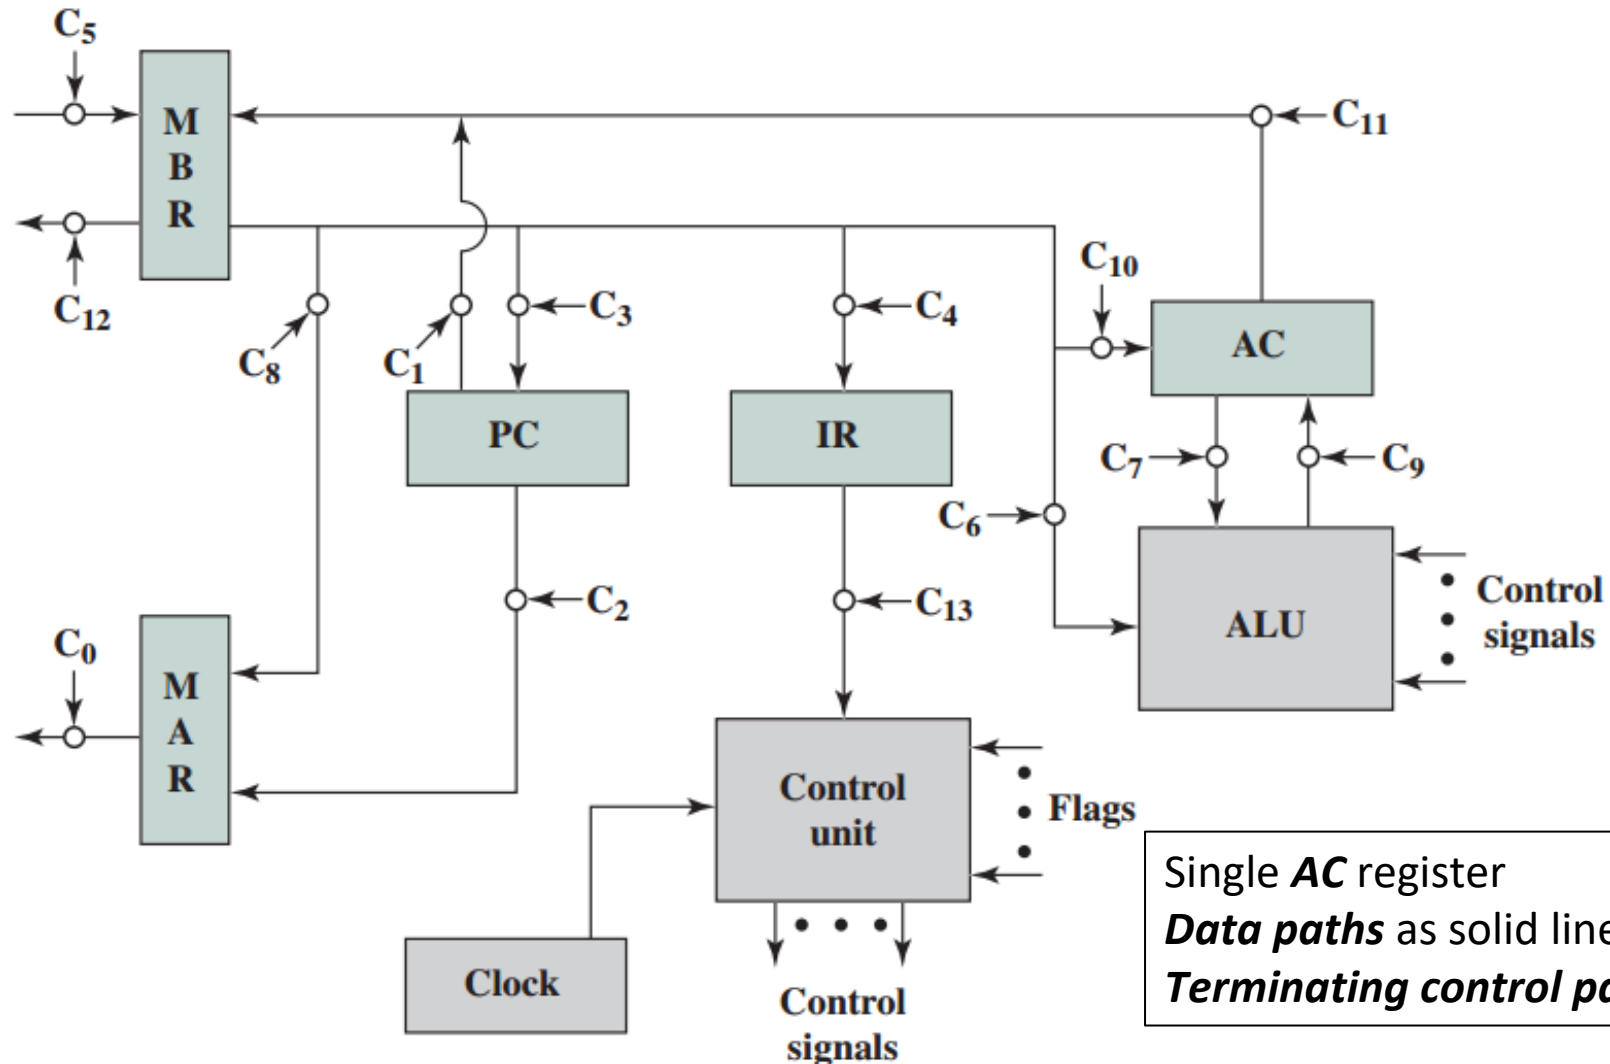 C5
M
B
R
C11
C12
C8
C1
C3
C4
C10
AC
PC
IR
C7
C9
C6
C2
C13
ALU
Control
signals
C0
M
A
R
Control
unit
Flags
Clock
Control
signals
Single AC register
Data paths as solid line
Terminating control